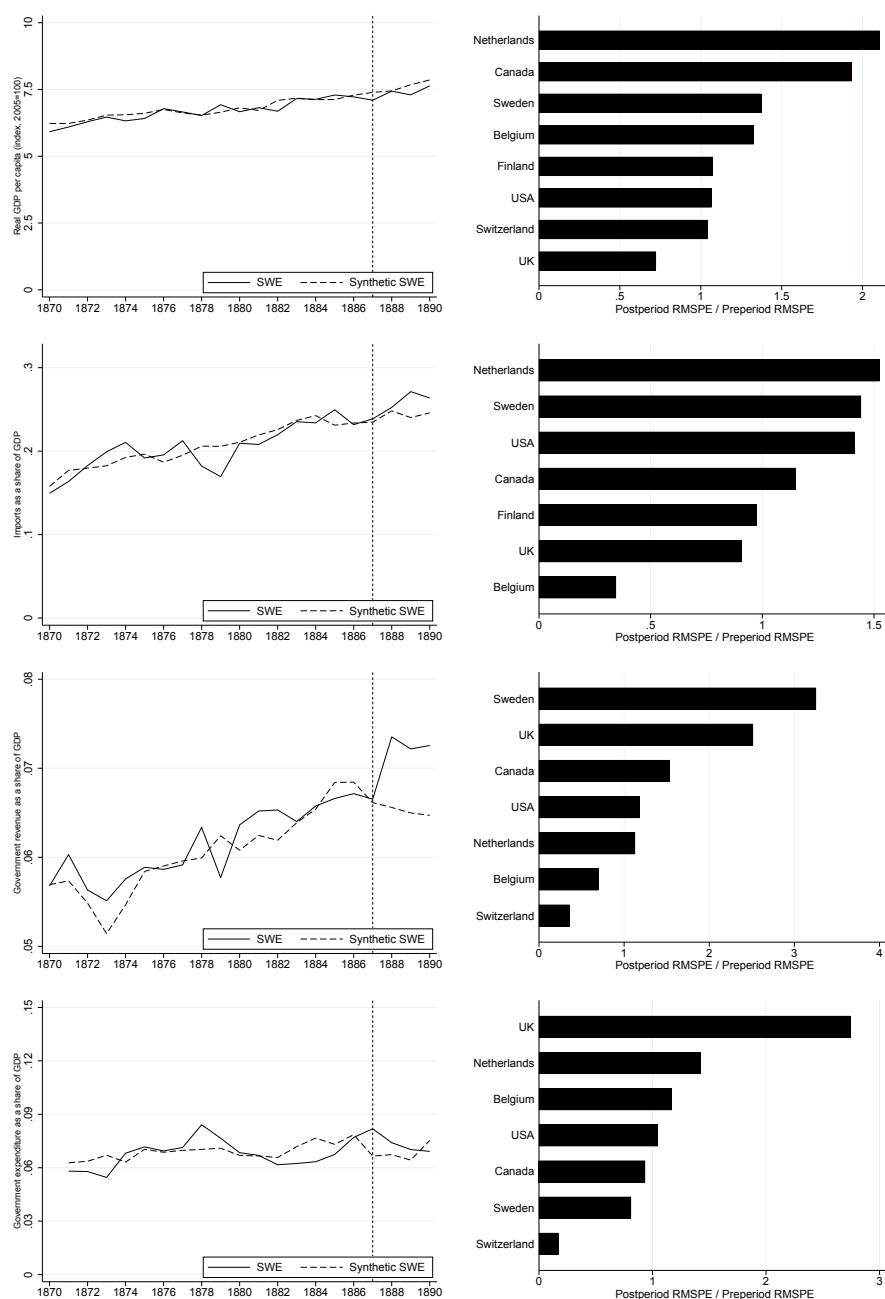 Real GDP per capita (index, 2005=100)
10
7.5
5
2.5
0
SWE
Synthetic SWE
1870 1872 1874 1876 1878 1880 1882 1884 1886 1888 1890
Netherlands
Canada
Sweden
Belgium
Finland
USA
Switzerland
UK
0 .5 1 1.5 2
Postperiod RMSPE / Preperiod RMSPE
Imports as a share of GDP
.3
.2
.1
0
SWE
Synthetic SWE
1870 1872 1874 1876 1878 1880 1882 1884 1886 1888 1890
Netherlands
Sweden
USA
Canada
Finland
UK
Belgium
0 .5 1 1.5
Postperiod RMSPE / Preperiod RMSPE
Government revenue as a share of GDP
.08
.07
.06
.05
SWE
Synthetic SWE
1870 1872 1874 1876 1878 1880 1882 1884 1886 1888 1890
Sweden
UK
Canada
USA
Netherlands
Belgium
Switzerland
0 1 2 3 4
Postperiod RMSPE / Preperiod RMSPE
Government expenditure as a share of GDP
.15
.12
.09
.06
.03
0
SWE
Synthetic SWE
1870 1872 1874 1876 1878 1880 1882 1884 1886 1888 1890
UK
Netherlands
Belgium
USA
Canada
Sweden
Switzerland
0 1 2 3
Postperiod RMSPE / Preperiod RMSPE